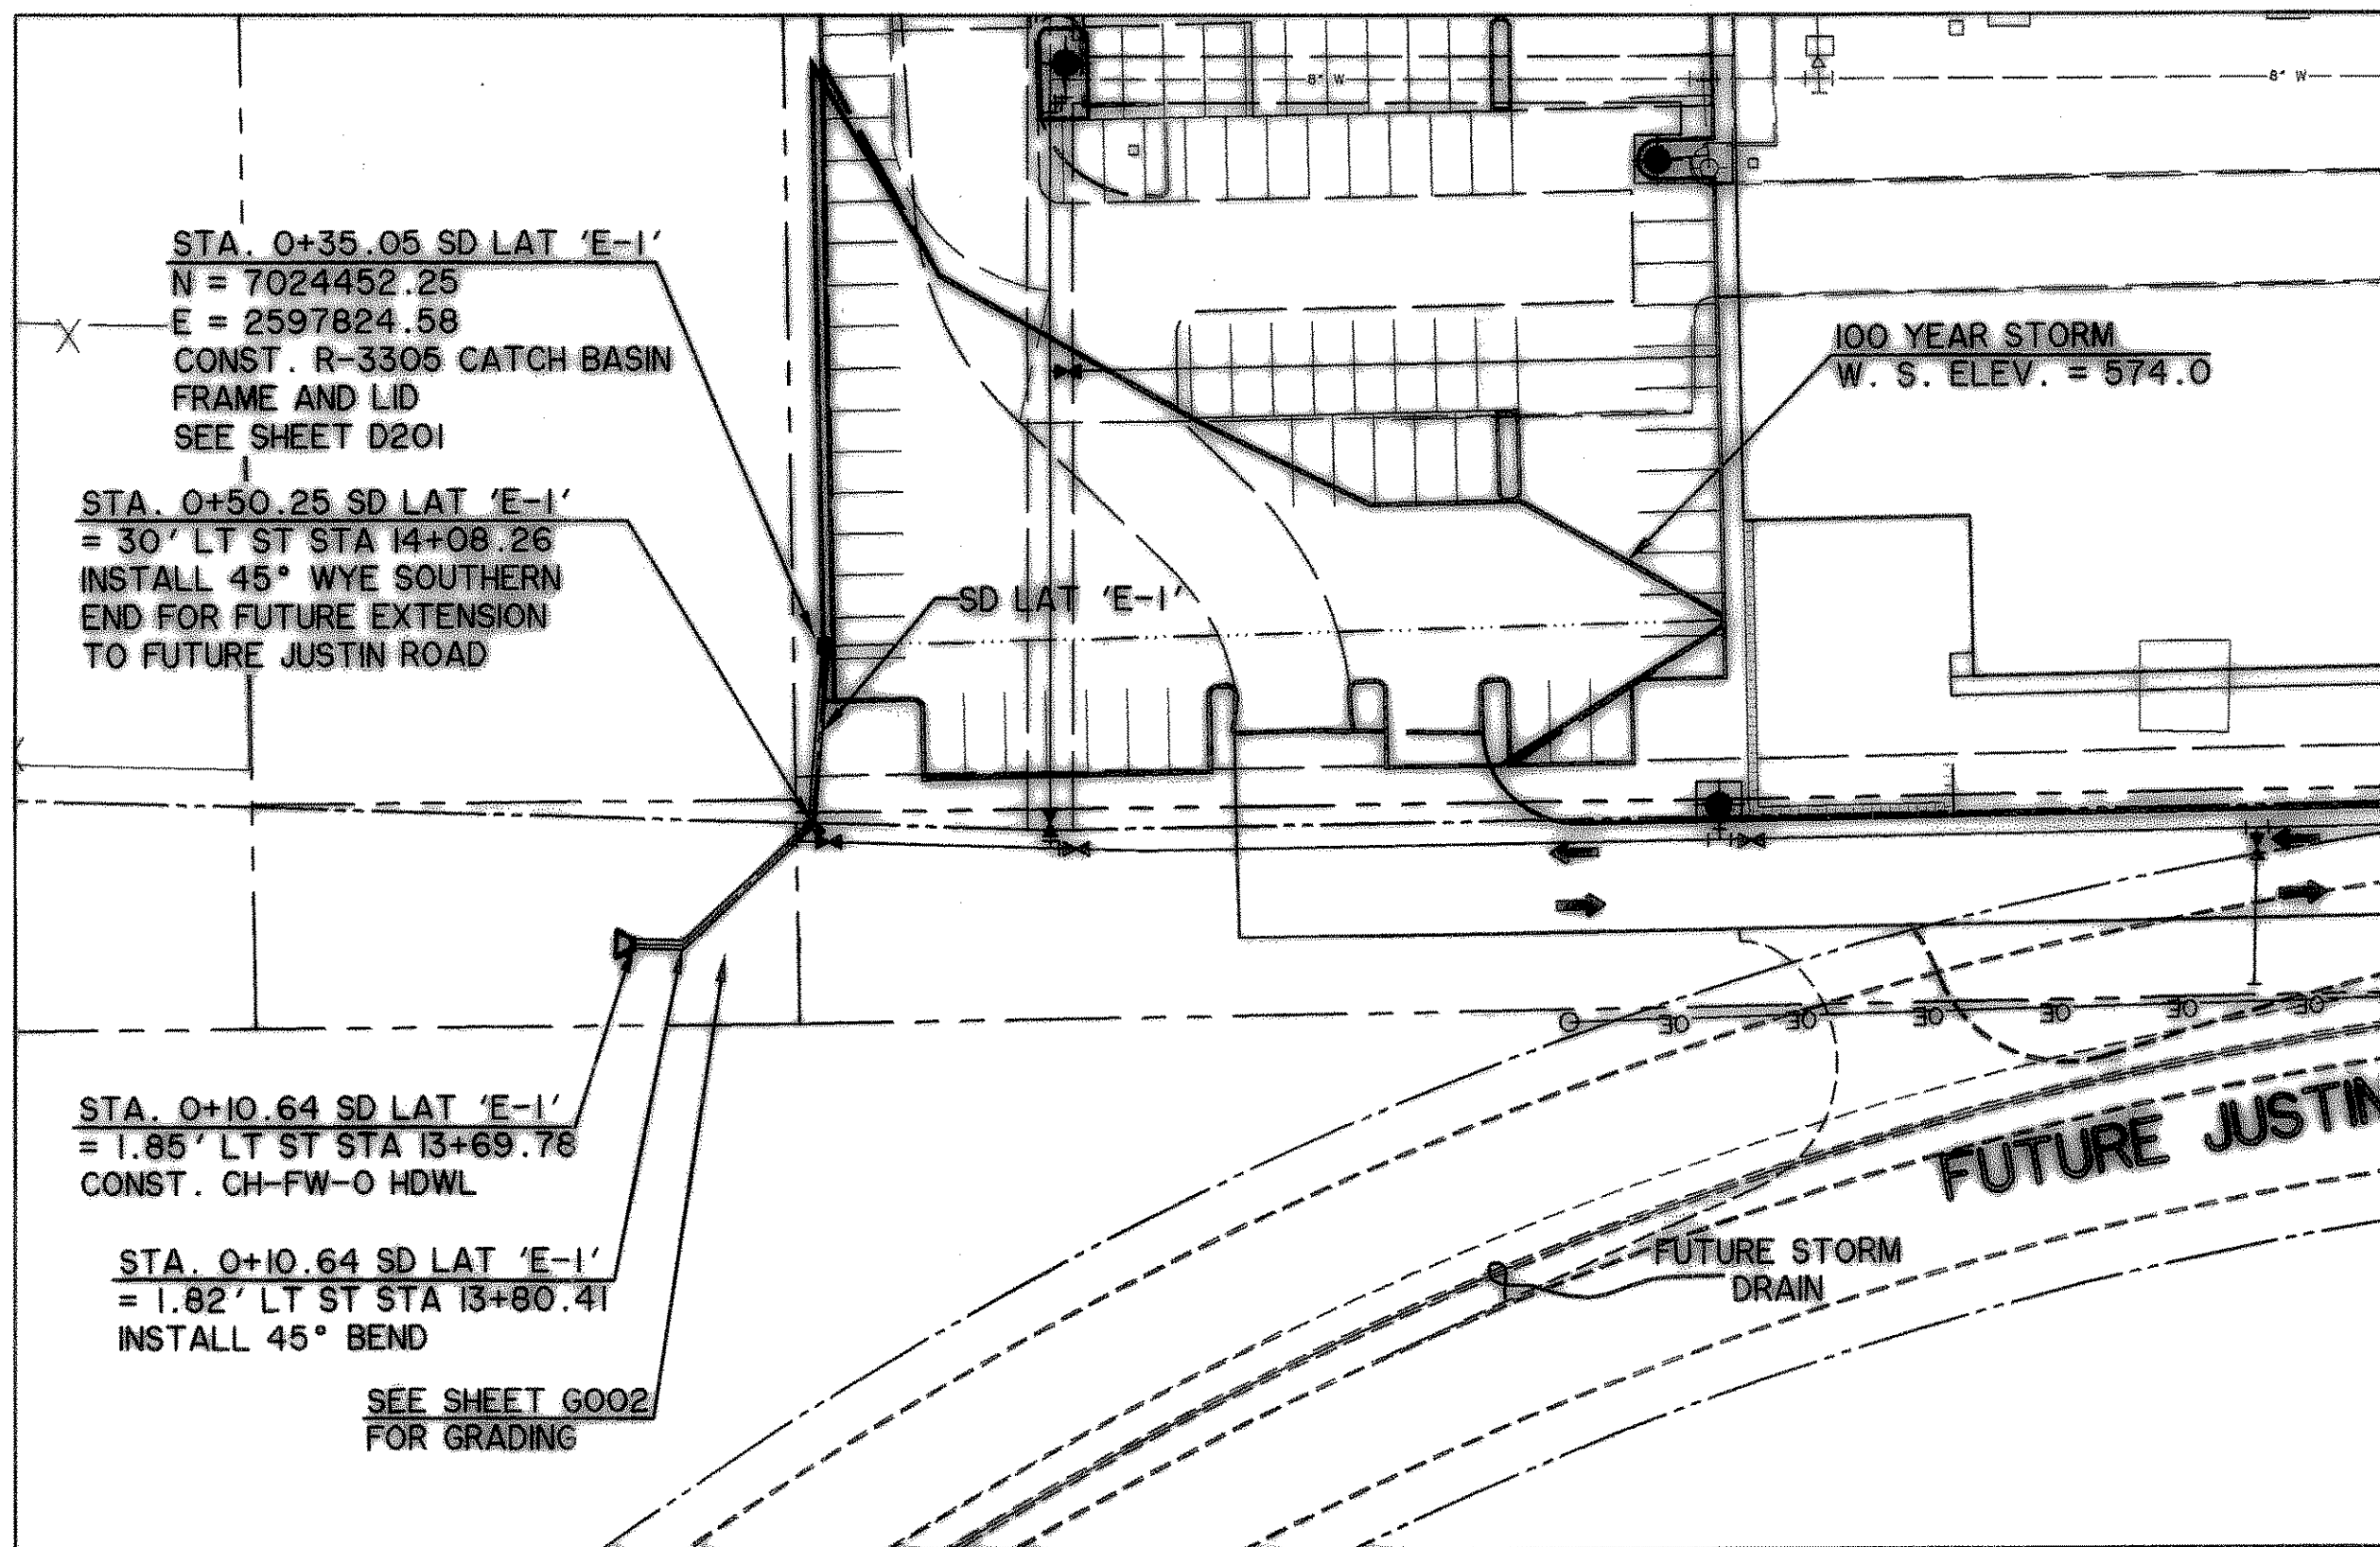 8" W
8" W
STA. 0+35.05 SD LAT 'E-1'
N = 7024452.25
E = 2597824.58
CONST. R-3305 CATCH BASIN
FRAME AND LID
SEE SHEET D201
100 YEAR STORM
W. S. ELEV. = 574.0
STA. 0+50.25 SD LAT 'E-1'
= 30' LT ST STA 14+08.26
INSTALL 45° WYE SOUTHERN
END FOR FUTURE EXTENSION
TO FUTURE JUSTIN ROAD
SD LAT 'E-1'
30 30 30 30 30 30
STA. 0+10.64 SD LAT 'E-1'
= 1.85' LT ST STA 13+69.78
CONST. CH-FW-0 HDWL
FUTURE JUSTIN
STA. 0+10.64 SD LAT 'E-1'
= 1.82' LT ST STA 13+80.41
INSTALL 45° BEND
FUTURE STORM
DRAIN
SEE SHEET G002
FOR GRADING